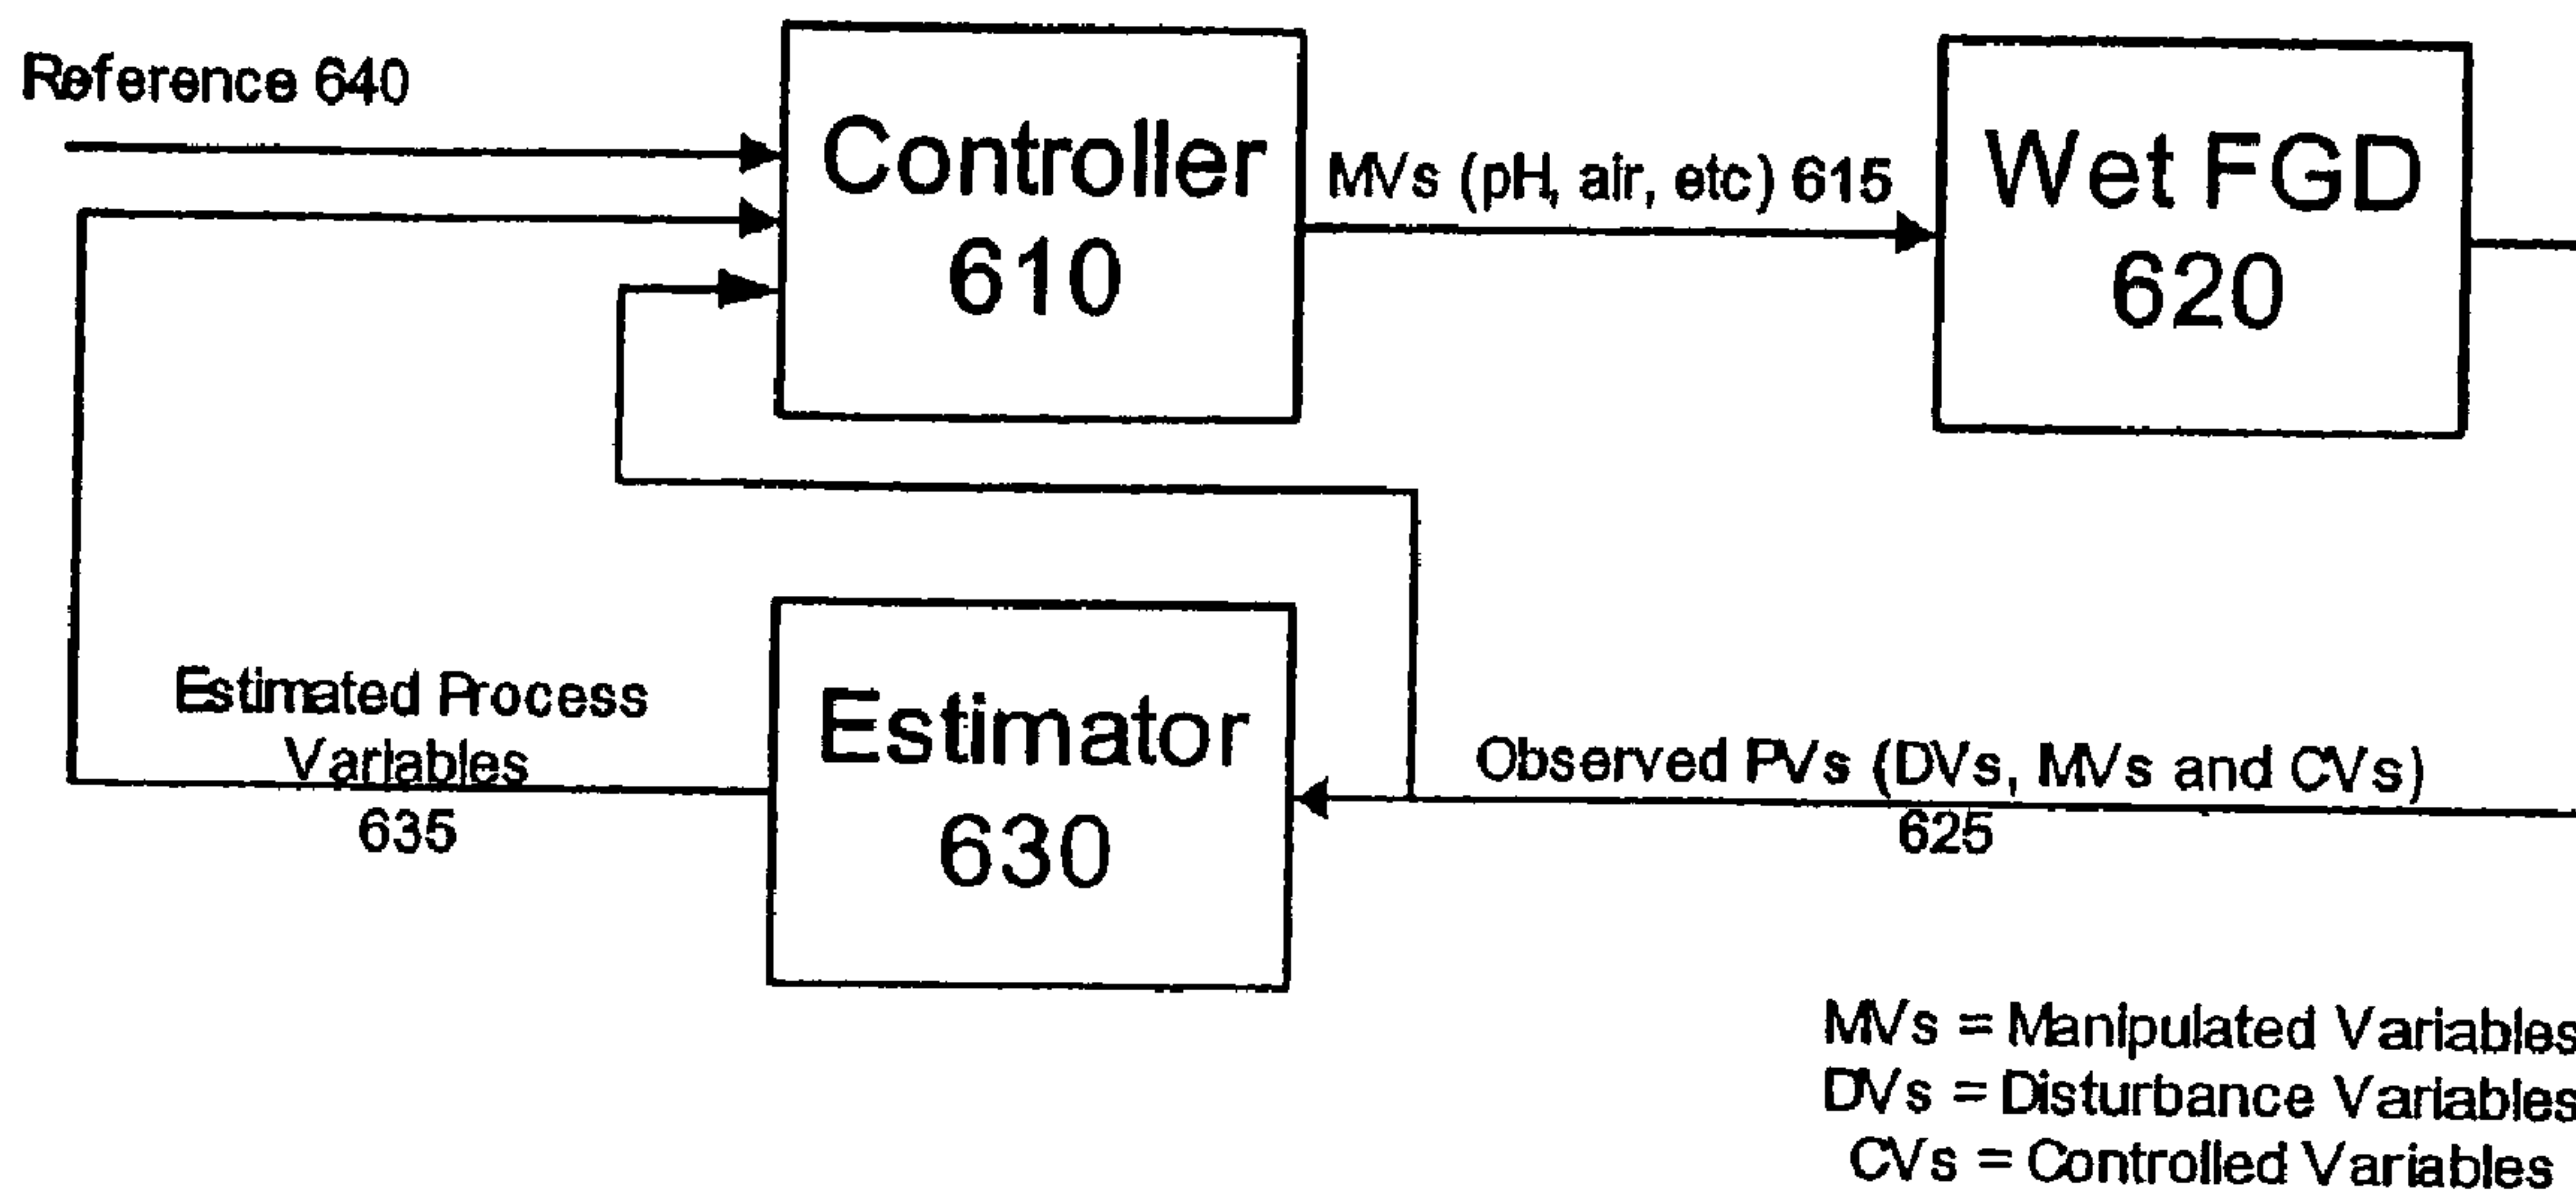 Reference 640
Controller
610
MVs (pH, air, etc) 615
Wet FGD
620
Estimated Process
Variables
635
Estimator
630
Observed PVs (DVs, MVs and CVs)
625
MVs = Manipulated Variables
DVs = Disturbance Variables
CVs = Controlled Variables